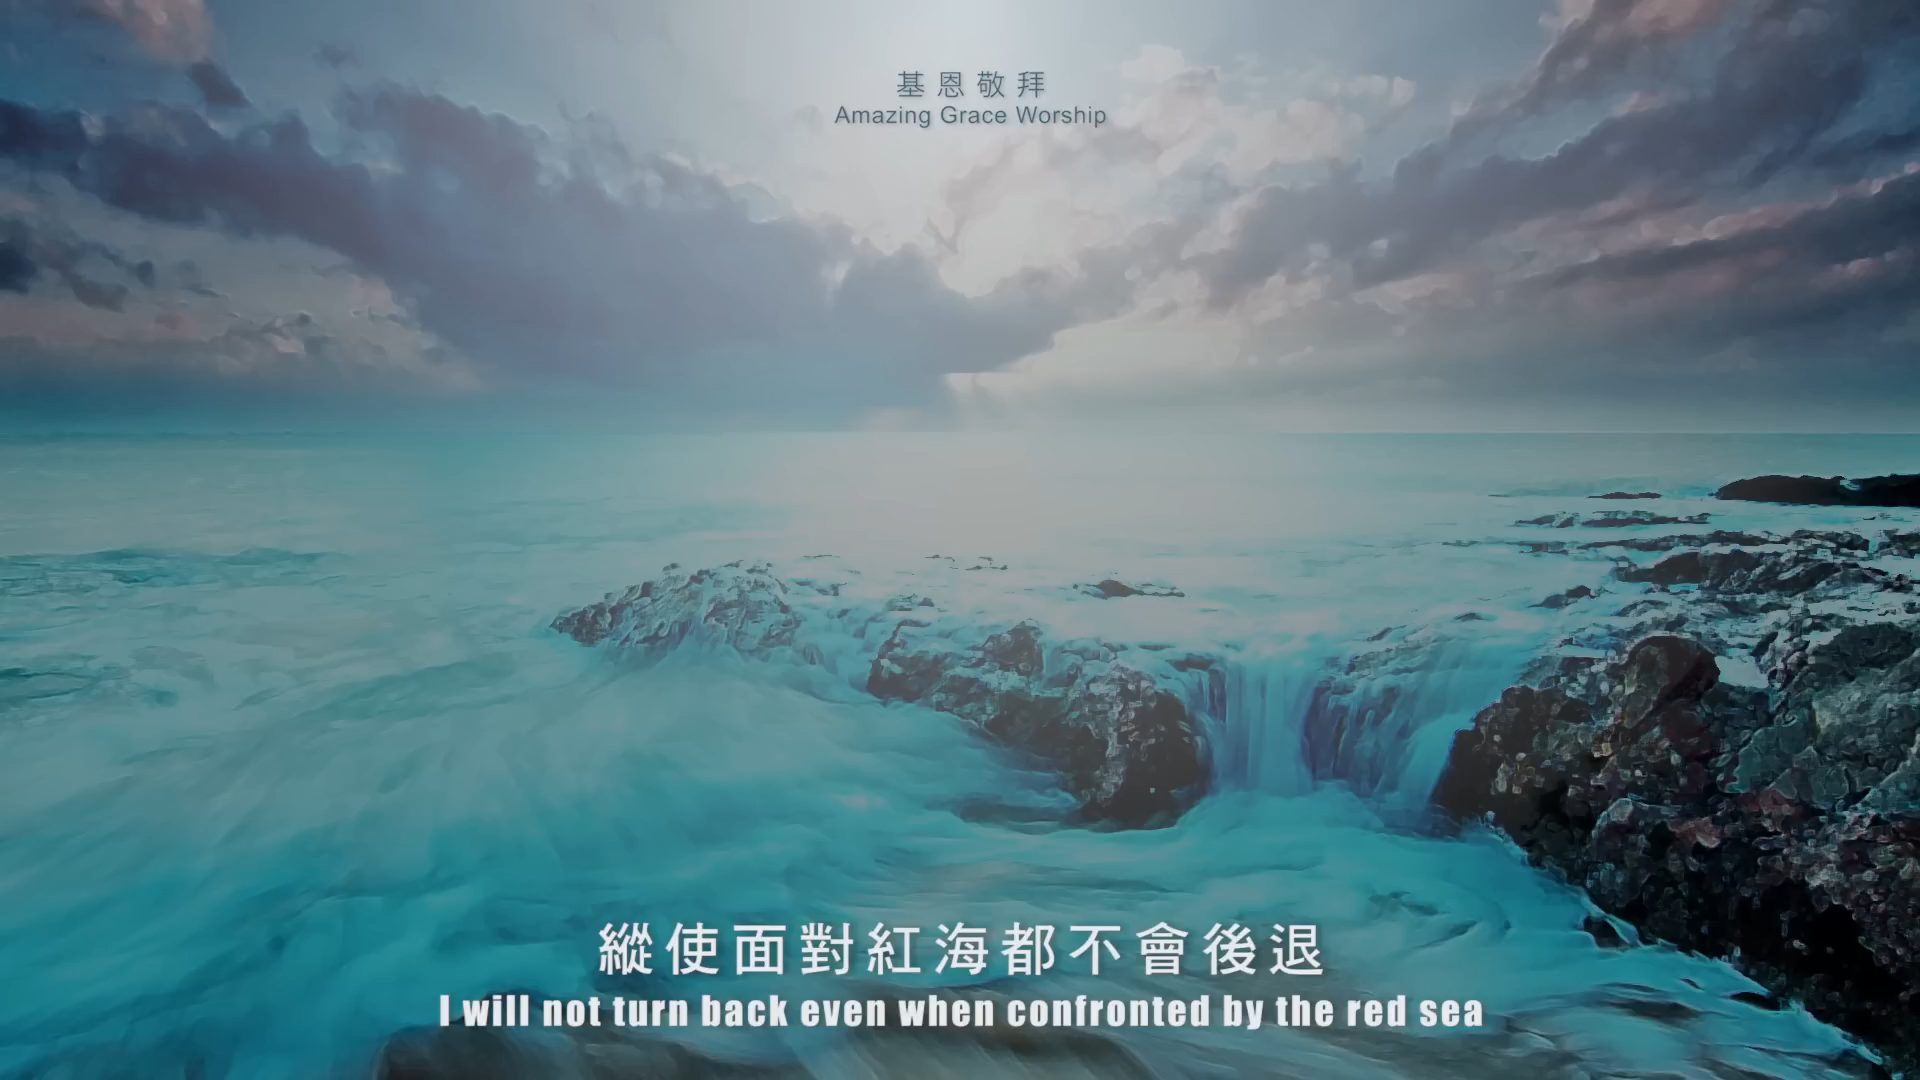 基恩敬拜
Amazing Grace Worship
縱使面對紅海都不會後退
I will not turn back even when confronted by the red sea